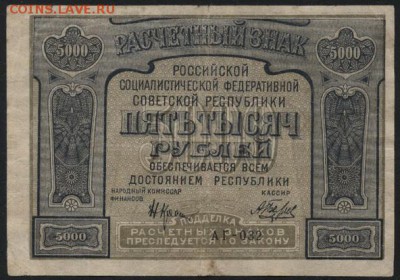 COINS.LAV.RU
РАСЧЕТНЫЙ ЗНАК
5000 5000
РОССИЙСКОЙ
СОЦИАЛИСТИЧЕСКОЙ ФЕДЕРАТИВНОЙ
СОВЕТСКОЙ РЕСПУБЛИКИ
ПЯТЬ ТЫСЯЧ
РУБЛЕЙ
ОБЕСПЕЧИВАЕТСЯ ВСЕМ
ДОСТОЯНИЕМ РЕСПУБЛИКИ
НАРОДНЫЙ КОМИССАР
ФИНАНСОВ
КАССИР
ПОДДЕЛКА
РАСЧЕТНЫХ ЗНАКОВ
ПРЕСЛЕДУЕТСЯ ПО ЗАКОНУ
5000 5000